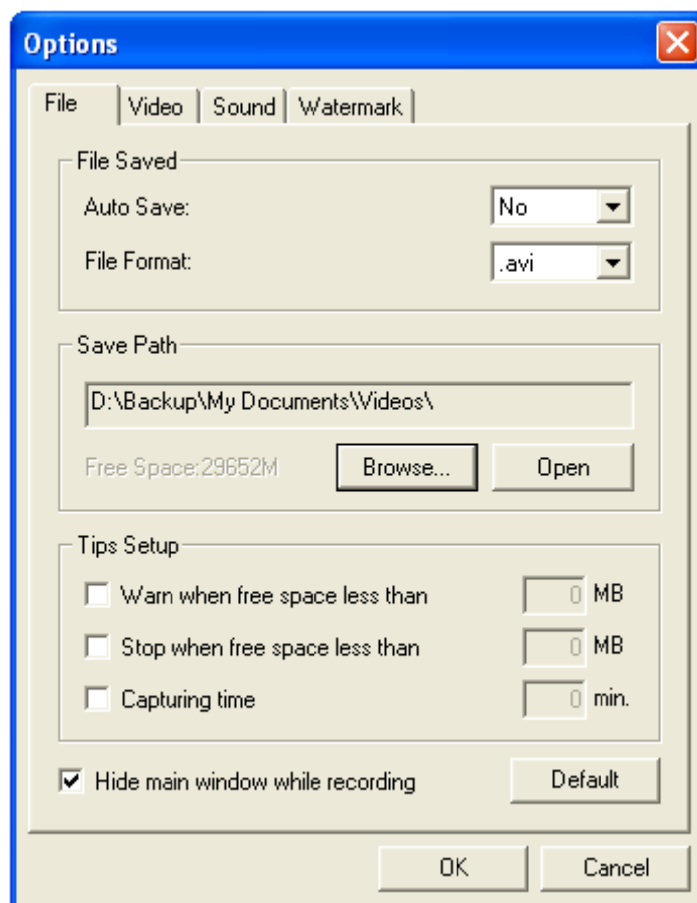 Options
File Video Sound Watermark
File Saved
Auto Save: No
File Format: .avi
Save Path
D:\Backup\My Documents\Videos\
Free Space:29652M Browse... Open
Tips Setup
Warn when free space less than 0 MB
Stop when free space less than 0 MB
Capturing time 0 min.
Hide main window while recording Default
OK Cancel